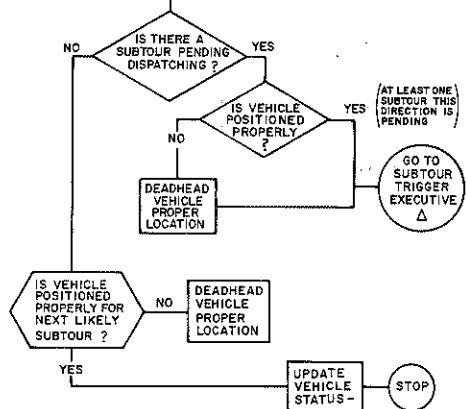 IS THERE A
SUBTOUR PENDING
DISPATCHING ?
NO
YES
IS VEHICLE
POSITIONED
PROPERLY
?
YES
(AT LEAST ONE
SUBTOUR THIS
DIRECTION IS
PENDING)
NO
DEADHEAD
VEHICLE
PROPER
LOCATION
GO TO
SUBTOUR
TRIGGER
EXECUTIVE
Δ
IS VEHICLE
POSITIONED
PROPERLY FOR
NEXT LIKELY
SUBTOUR ?
NO
DEADHEAD
VEHICLE
PROPER
LOCATION
YES
UPDATE
VEHICLE
STATUS-
STOP